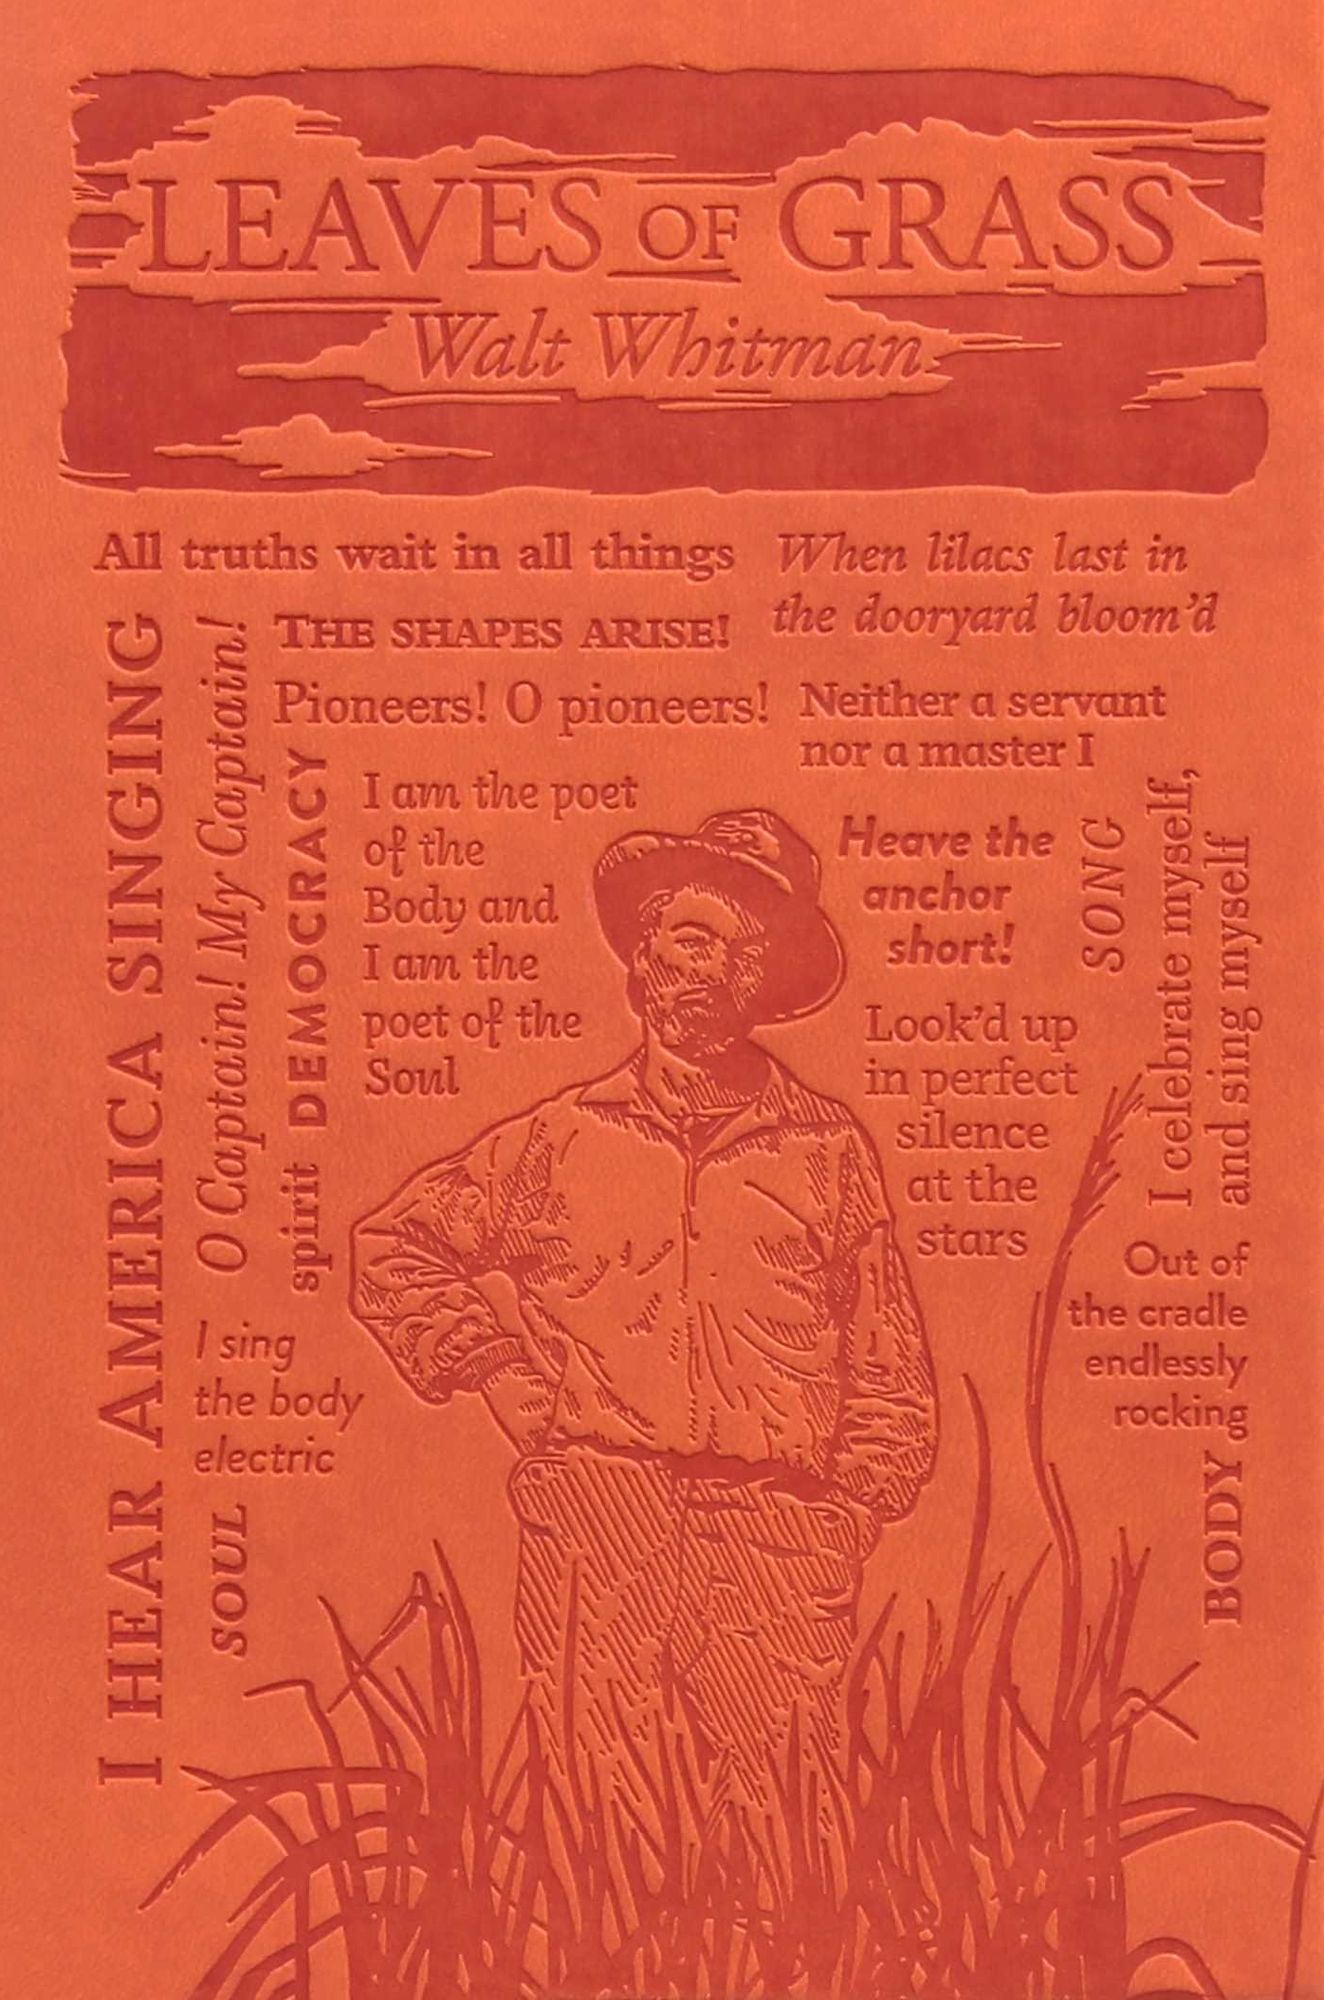 LEAVES OF GRASS
Walt Whitman
All truths wait in all things
When lilacs last in
the dooryard bloom'd
THE SHAPES ARISE!
Pioneers! O pioneers!
Neither a servant
nor a master I
I HEAR AMERICA SINGING
O Captain! My Captain!
spirit DEMOCRACY
I am the poet
of the
Body and
I am the
poet of the
Soul
Heave the
anchor
short!
SONG
I celebrate myself,
and sing myself
Look'd up
in perfect
silence
at the
stars
Out of
the cradle
endlessly
rocking
I sing
the body
electric
SOUL
BODY